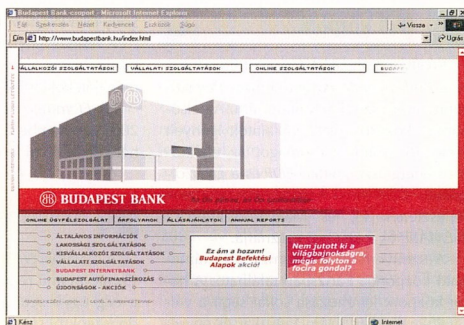 Budapest Bank-csoport - Microsoft Internet Explorer
Fájl Szerkesztés Nézet Kedvencek Eszközök Súgó
Vissza
Cím http://www.budapestbank.hu/index.html
Ugrás
VÁLLALKOZÓI SZOLGÁLTATÁSOK VÁLLALATI SZOLGÁLTATÁSOK ONLINE SZOLGÁLTATÁSOK
BUDAPEST BANK
ONLINE ÜGYFÉLSZOLGÁLAT ÁRFOLYAMOK ÁLLÁSAJÁNLATOK ANNUAL REPORTS
ÁLTALÁNOS INFORMÁCIÓK
LAKOSSÁGI SZOLGÁLTATÁSOK
KISVÁLLALKOZÓI SZOLGÁLTATÁSOK
VÁLLALATI SZOLGÁLTATÁSOK
BUDAPEST INTERNETBANK
BUDAPEST AUTÓFINANSZÍROZÁS
ÚJDONSÁGOK - AKCIÓK
Ez ám a hozam!
Budapest Befektetési
Alapok akció!
Nem jutott ki a
világbajnokságra,
mégis folyton a
focira gondol?
Kész
Internet